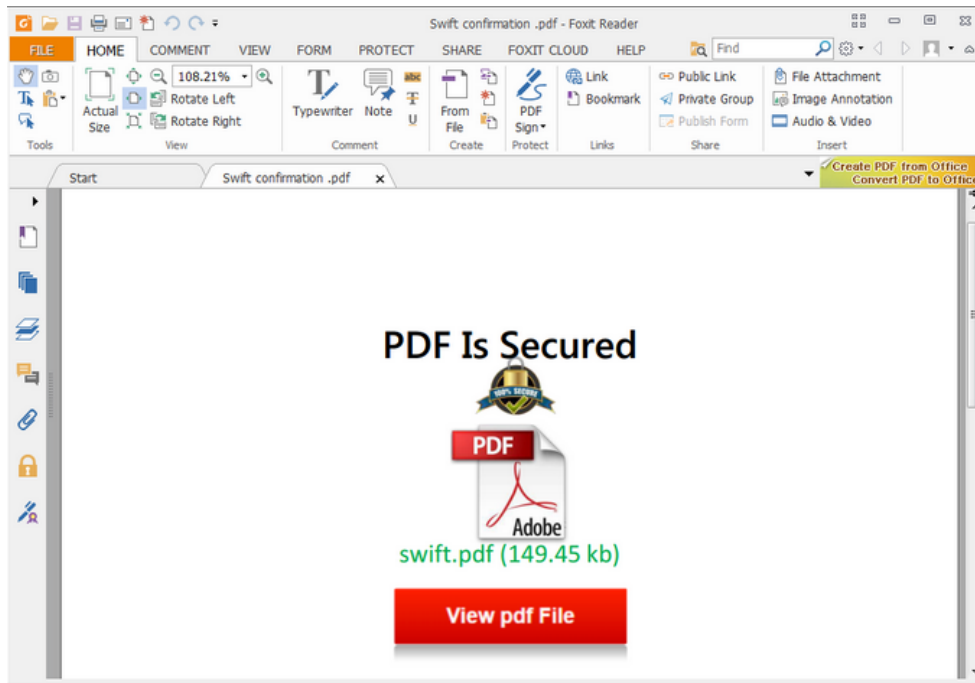 Swift confirmation .pdf - Foxit Reader
FILE HOME COMMENT VIEW FORM PROTECT SHARE FOXIT CLOUD HELP Find
108.21%
Actual Size
Rotate Left
Rotate Right
Typewriter
Note
From File
PDF Sign
Link
Bookmark
Public Link
Private Group
Publish Form
File Attachment
Image Annotation
Audio & Video
Tools View Comment Create Protect Links Share Insert
Start Swift confirmation .pdf x
Create PDF from Office
Convert PDF to Office
PDF Is Secured
100% SECURE
PDF
Adobe
swift.pdf (149.45 kb)
View pdf File